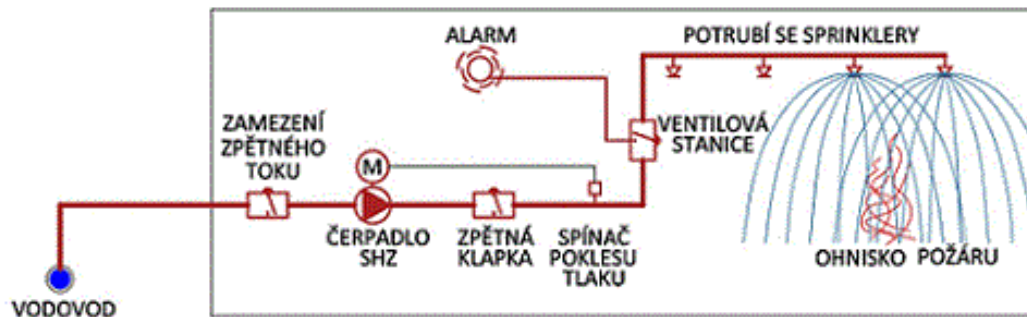 ALARM
POTRUBÍ SE SPRINKLERY
ZAMEZENÍ
ZPĚTNÉHO
TOKU
M
VENTILOVÁ
STANICE
ČERPADLO
SHZ
ZPĚTNÁ
KLAPKA
SPÍNAČ
POKLESU
TLAKU
OHNISKO POŽÁRU
VODOVOD